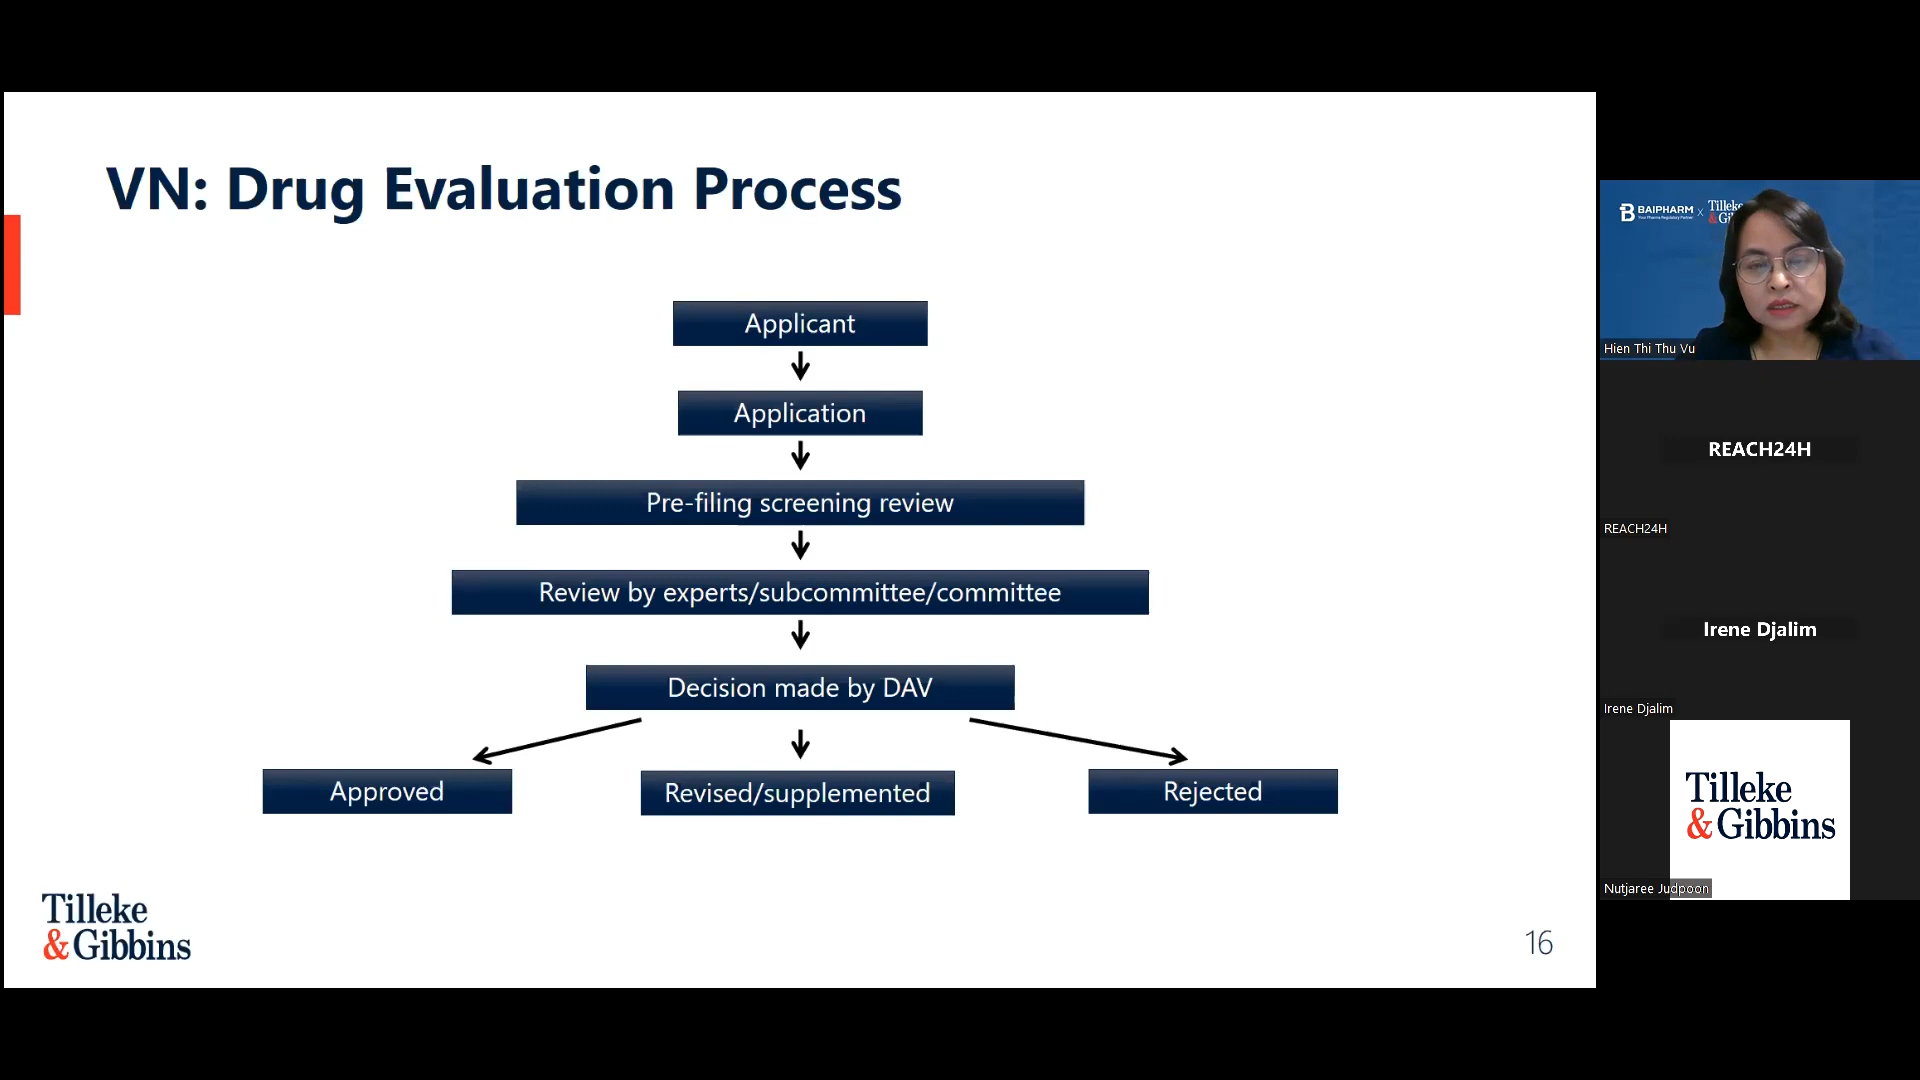 VN: Drug Evaluation Process
Applicant
Application
Pre-filing screening review
Review by experts/subcommittee/committee
Decision made by DAV
Approved
Revised/supplemented
Rejected
Tilleke
& Gibbins
16
BAIPHARM x Tilleke
& Gi
Hien Thi Thu Vu
REACH24H
REACH24H
Irene Djalim
Irene Djalim
Tilleke
& Gibbins
Nutjaree Judpoon